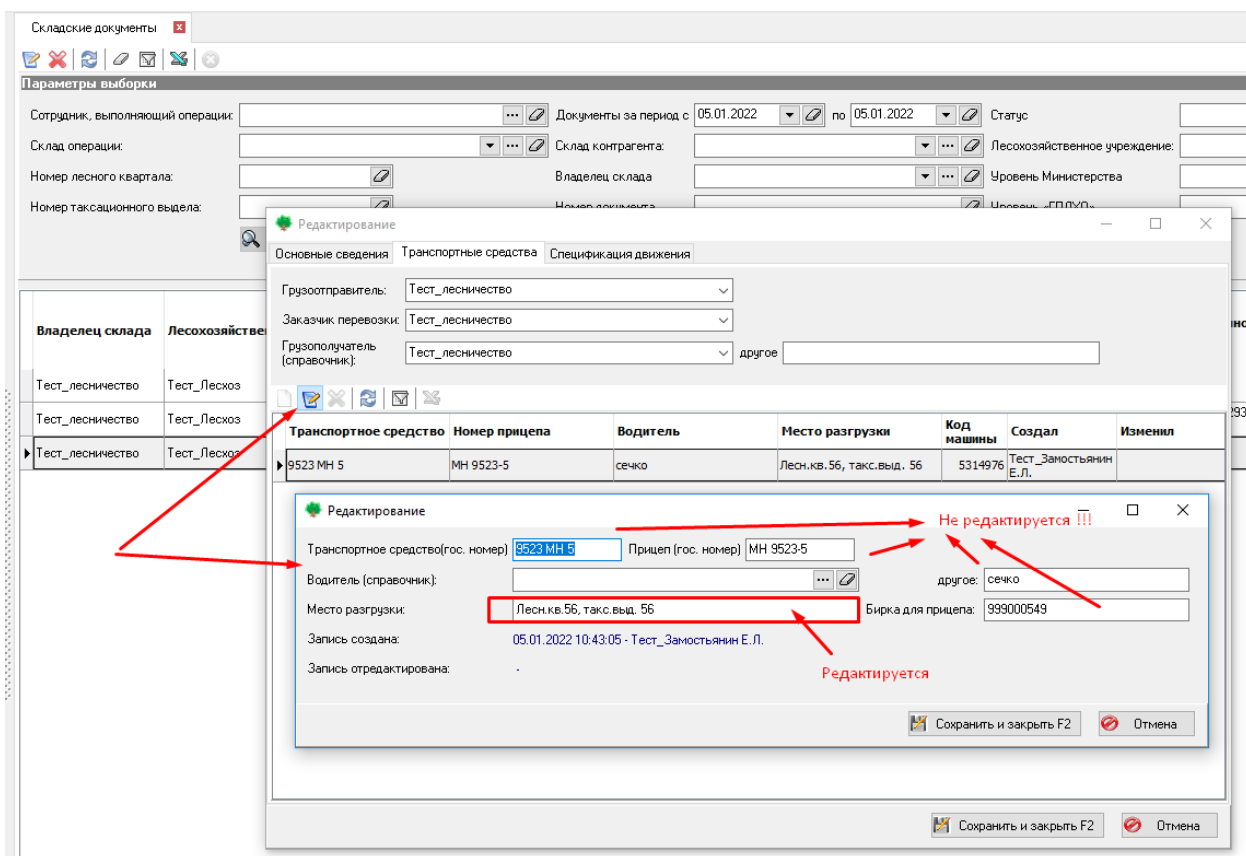 Складские документы
Параметры выборки
Сотрудник, выполняющий операции: Документы за период с 05.01.2022 по 05.01.2022 Статус
Склад операции: Склад контрагента: Лесохозяйственное учреждение:
Номер лесного квартала: Владелец склада Уровень Министерства
Номер таксационного выдела: Номер документа Уровень «ГПЛХО»
Редактирование
Основные сведения Транспортные средства Спецификация движения
Грузоотправитель: Тест_лесничество
Заказчик перевозки: Тест_лесничество
Грузополучатель
(справочник): Тест_лесничество другое
Владелец склада Лесохозяйстве
Транспортное средство Номер прицепа Водитель Место разгрузки Код
машины Создал Изменил
Тест_лесничество Тест_Лесхоз
Тест_лесничество Тест_Лесхоз
Тест_лесничество Тест_Лесхоз
9523 МН 5 МН 9523-5 сечко Лесн.кв.56, такс.выд. 56 5314976 Тест_Замостьянин
Е.Л.
Редактирование
Не редактируется !!!
Транспортное средство(гос. номер) 9523 МН 5 Прицеп (гос. номер) МН 9523-5
Водитель (справочник): другое: сечко
Место разгрузки: Лесн.кв.56, такс.выд. 56 Бирка для прицепа: 999000549
Запись создана: 05.01.2022 10:43:05 - Тест_Замостьянин Е.Л.
Запись отредактирована: -
Редактируется
Сохранить и закрыть F2 Отмена
Сохранить и закрыть F2 Отмена